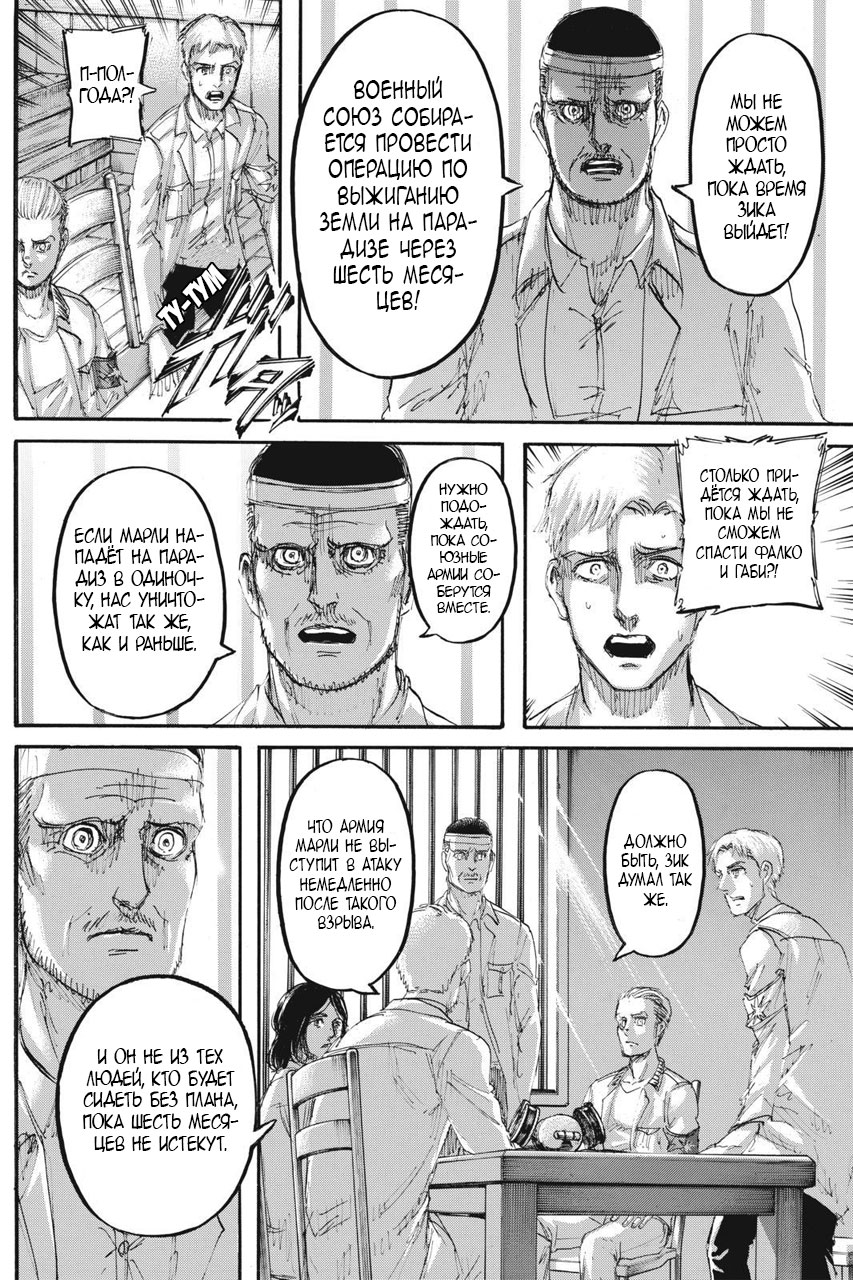 МЫ НЕ
МОЖЕМ
ПРОСТО
ЖДАТЬ,
ПОКА ВРЕМЯ
ЗИКА
ВЫЙДЕТ!
ВОЕННЫЙ
СОЮЗ СОБИРА-
ЕТСЯ ПРОВЕСТИ
ОПЕРАЦИЮ ПО
ВЫЖИГАНИЮ
ЗЕМЛИ НА ПАРА-
ДИЗЕ ЧЕРЕЗ
ШЕСТЬ МЕСЯ-
ЦЕВ!
П-ПОЛ-
ГОДА?!
ТУ-ТУМ
ガタ
СТОЛЬКО ПРИ-
ДЁТСЯ ЖДАТЬ,
ПОКА МЫ НЕ
СМОЖЕМ
СПАСТИ ФАЛКО
И ГАБИ?!
НУЖНО
ПОДО-
ЖДАТЬ,
ПОКА СО-
ЮЗНЫЕ
АРМИИ СО-
БЕРУТСЯ
ВМЕСТЕ.
ЕСЛИ МАРЛИ НА-
ПАДЁТ НА ПАРА-
ДИЗ В ОДИНОЧ-
КУ, НАС УНИЧТО-
ЖАТ ТАК ЖЕ,
КАК И РАНЬШЕ.
ДОЛЖНО
БЫТЬ, ЗИК
ДУМАЛ ТАК
ЖЕ.
ЧТО АРМИЯ
МАРЛИ НЕ ВЫ-
СТУПИТ В АТАКУ
НЕМЕДЛЕННО
ПОСЛЕ ТАКОГО
ВЗРЫВА.
И ОН НЕ ИЗ ТЕХ
ЛЮДЕЙ, КТО БУДЕТ
СИДЕТЬ БЕЗ ПЛАНА,
ПОКА ШЕСТЬ МЕСЯ-
ЦЕВ НЕ ИСТЕКУТ.